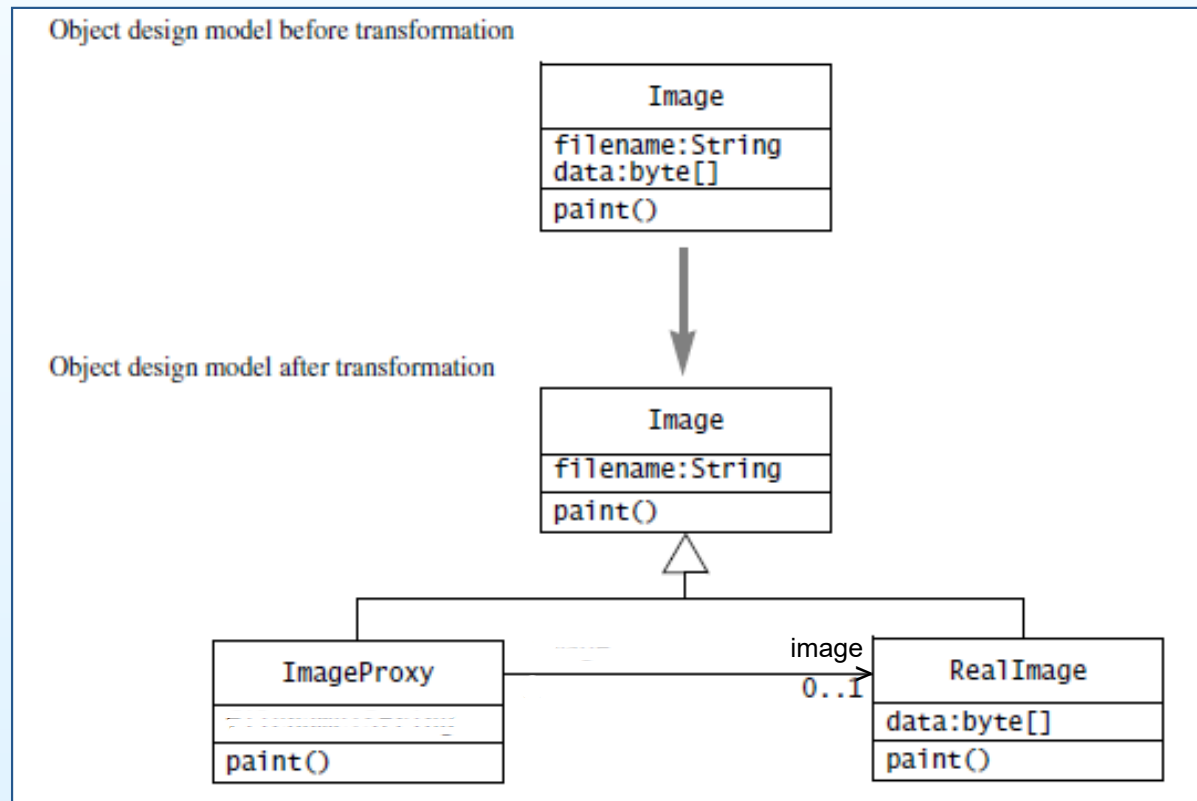 Object design model before transformation
Image
filename:String
data:byte[]
paint()
Object design model after transformation
Image
filename:String
paint()
ImageProxy
paint()
image
0..1
RealImage
data:byte[]
paint()